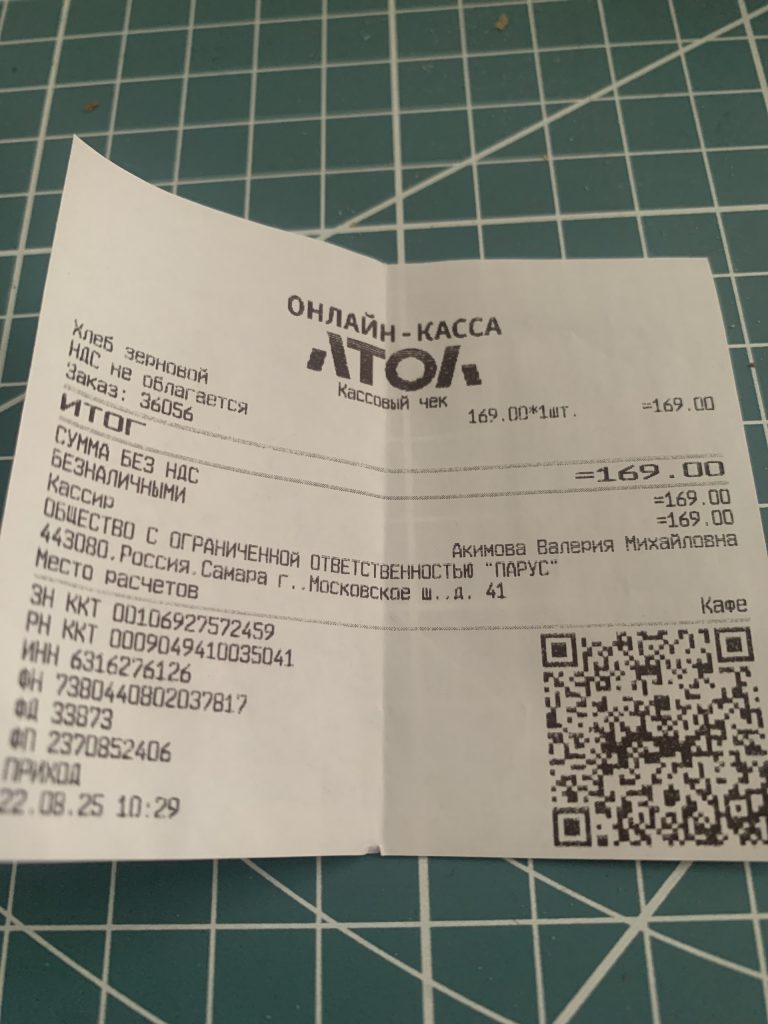 ОНЛАЙН-КАССА
АТОЛ
Кассовый чек
Хлеб зерновой 169.00*1шт. =169.00
НДС не облагается
Заказ: 36056
ИТОГ =169.00
СУММА БЕЗ НДС =169.00
БЕЗНАЛИЧНЫМИ =169.00
Кассир Акимова Валерия Михайловна
ОБЩЕСТВО С ОГРАНИЧЕННОЙ ОТВЕТСТВЕННОСТЬЮ "ПАРУС"
443080,Россия,Самара г.,Московское ш.,д. 41
Место расчетов Кафе
ЗН ККТ 00106927572459
РН ККТ 0009049410035041
ИНН 6316276126
ФН 7380440802037817
ФД 33873
ФП 2370852406
ПРИХОД
22.08.25 10:29